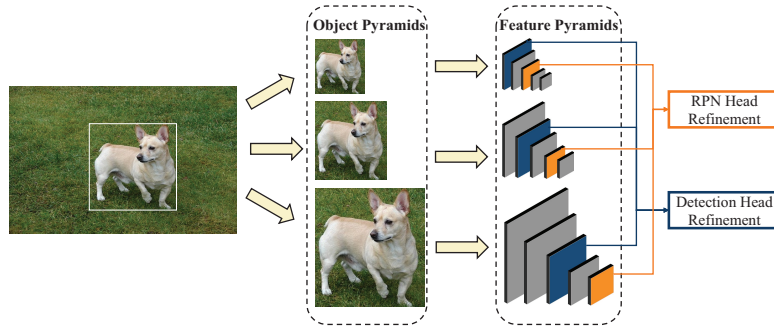 Object Pyramids
Feature Pyramids
RPN Head
Refinement
Detection Head
Refinement